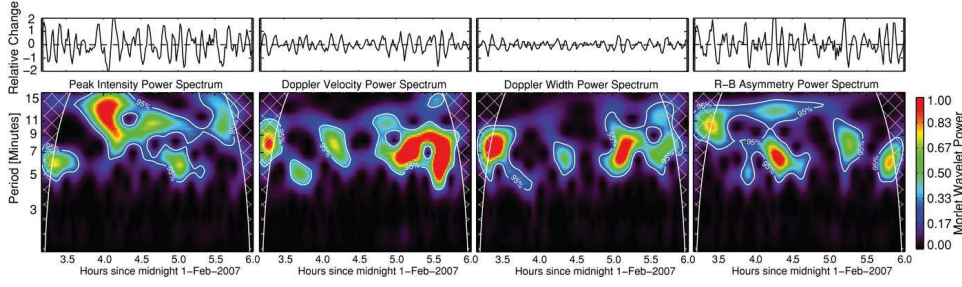 Relative Change
2
1
0
−1
−2
Peak Intensity Power Spectrum
Doppler Velocity Power Spectrum
Doppler Width Power Spectrum
R−B Asymmetry Power Spectrum
Period [Minutes]
15
11
9
7
5
3
95%
95%
95%
95%
95%
95%
95%
95%
95%
95%
95%
95%
95%
1.00
0.83
0.67
0.50
0.33
0.17
0.00
Morlet Wavelet Power
3.5 4.0 4.5 5.0 5.5 6.0
3.5 4.0 4.5 5.0 5.5 6.0
3.5 4.0 4.5 5.0 5.5 6.0
3.5 4.0 4.5 5.0 5.5 6.0
Hours since midnight 1−Feb−2007
Hours since midnight 1−Feb−2007
Hours since midnight 1−Feb−2007
Hours since midnight 1−Feb−2007